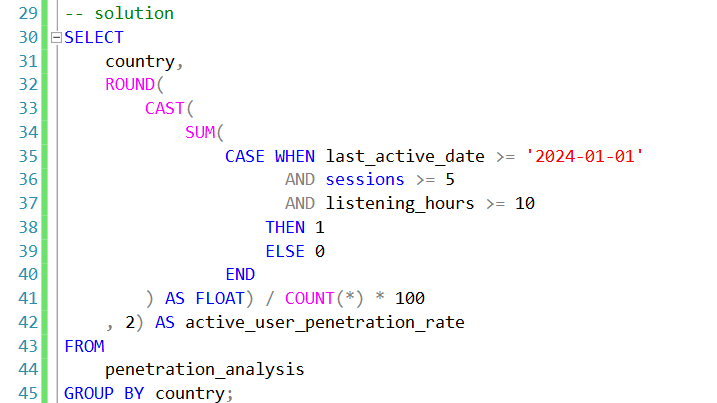 29 -- solution
30 SELECT
31     country,
32     ROUND(
33         CAST(
34             SUM(
35                 CASE WHEN last_active_date >= '2024-01-01'
36                       AND sessions >= 5
37                       AND listening_hours >= 10
38                     THEN 1
39                     ELSE 0
40                 END
41         ) AS FLOAT) / COUNT(*) * 100
42     , 2) AS active_user_penetration_rate
43 FROM
44     penetration_analysis
45 GROUP BY country;